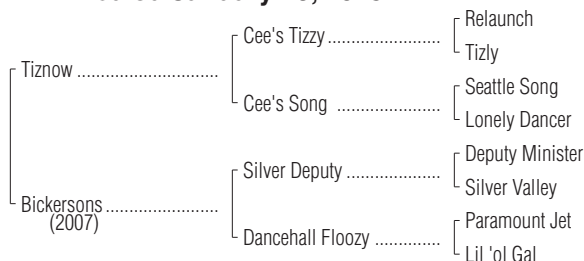 Relaunch
Cee's Tizzy
Tizly
Tiznow
Seattle Song
Cee's Song
Lonely Dancer
Deputy Minister
Silver Deputy
Silver Valley
Bickersons
(2007)
Paramount Jet
Dancehall Floozy
Lil 'ol Gal